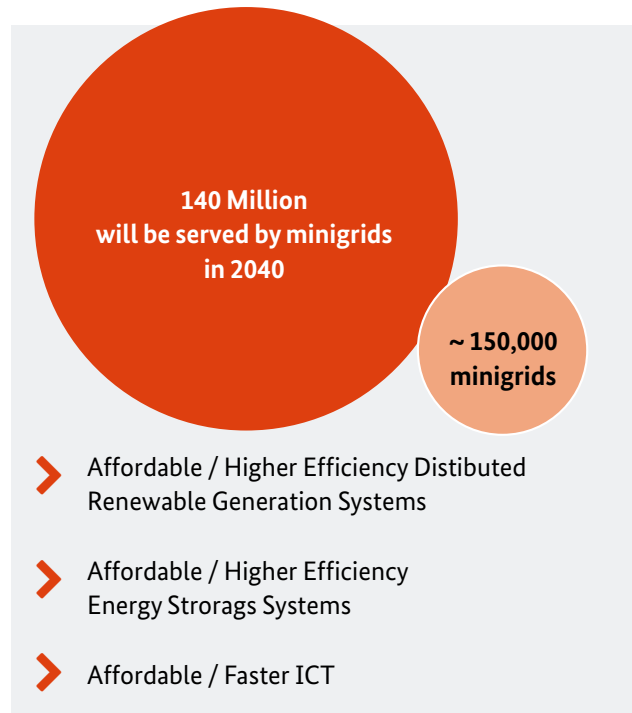 140 Million
will be served by minigrids
in 2040
~ 150,000
minigrids
Affordable / Higher Efficiency Distibuted
Renewable Generation Systems
Affordable / Higher Efficiency
Energy Strorags Systems
Affordable / Faster ICT